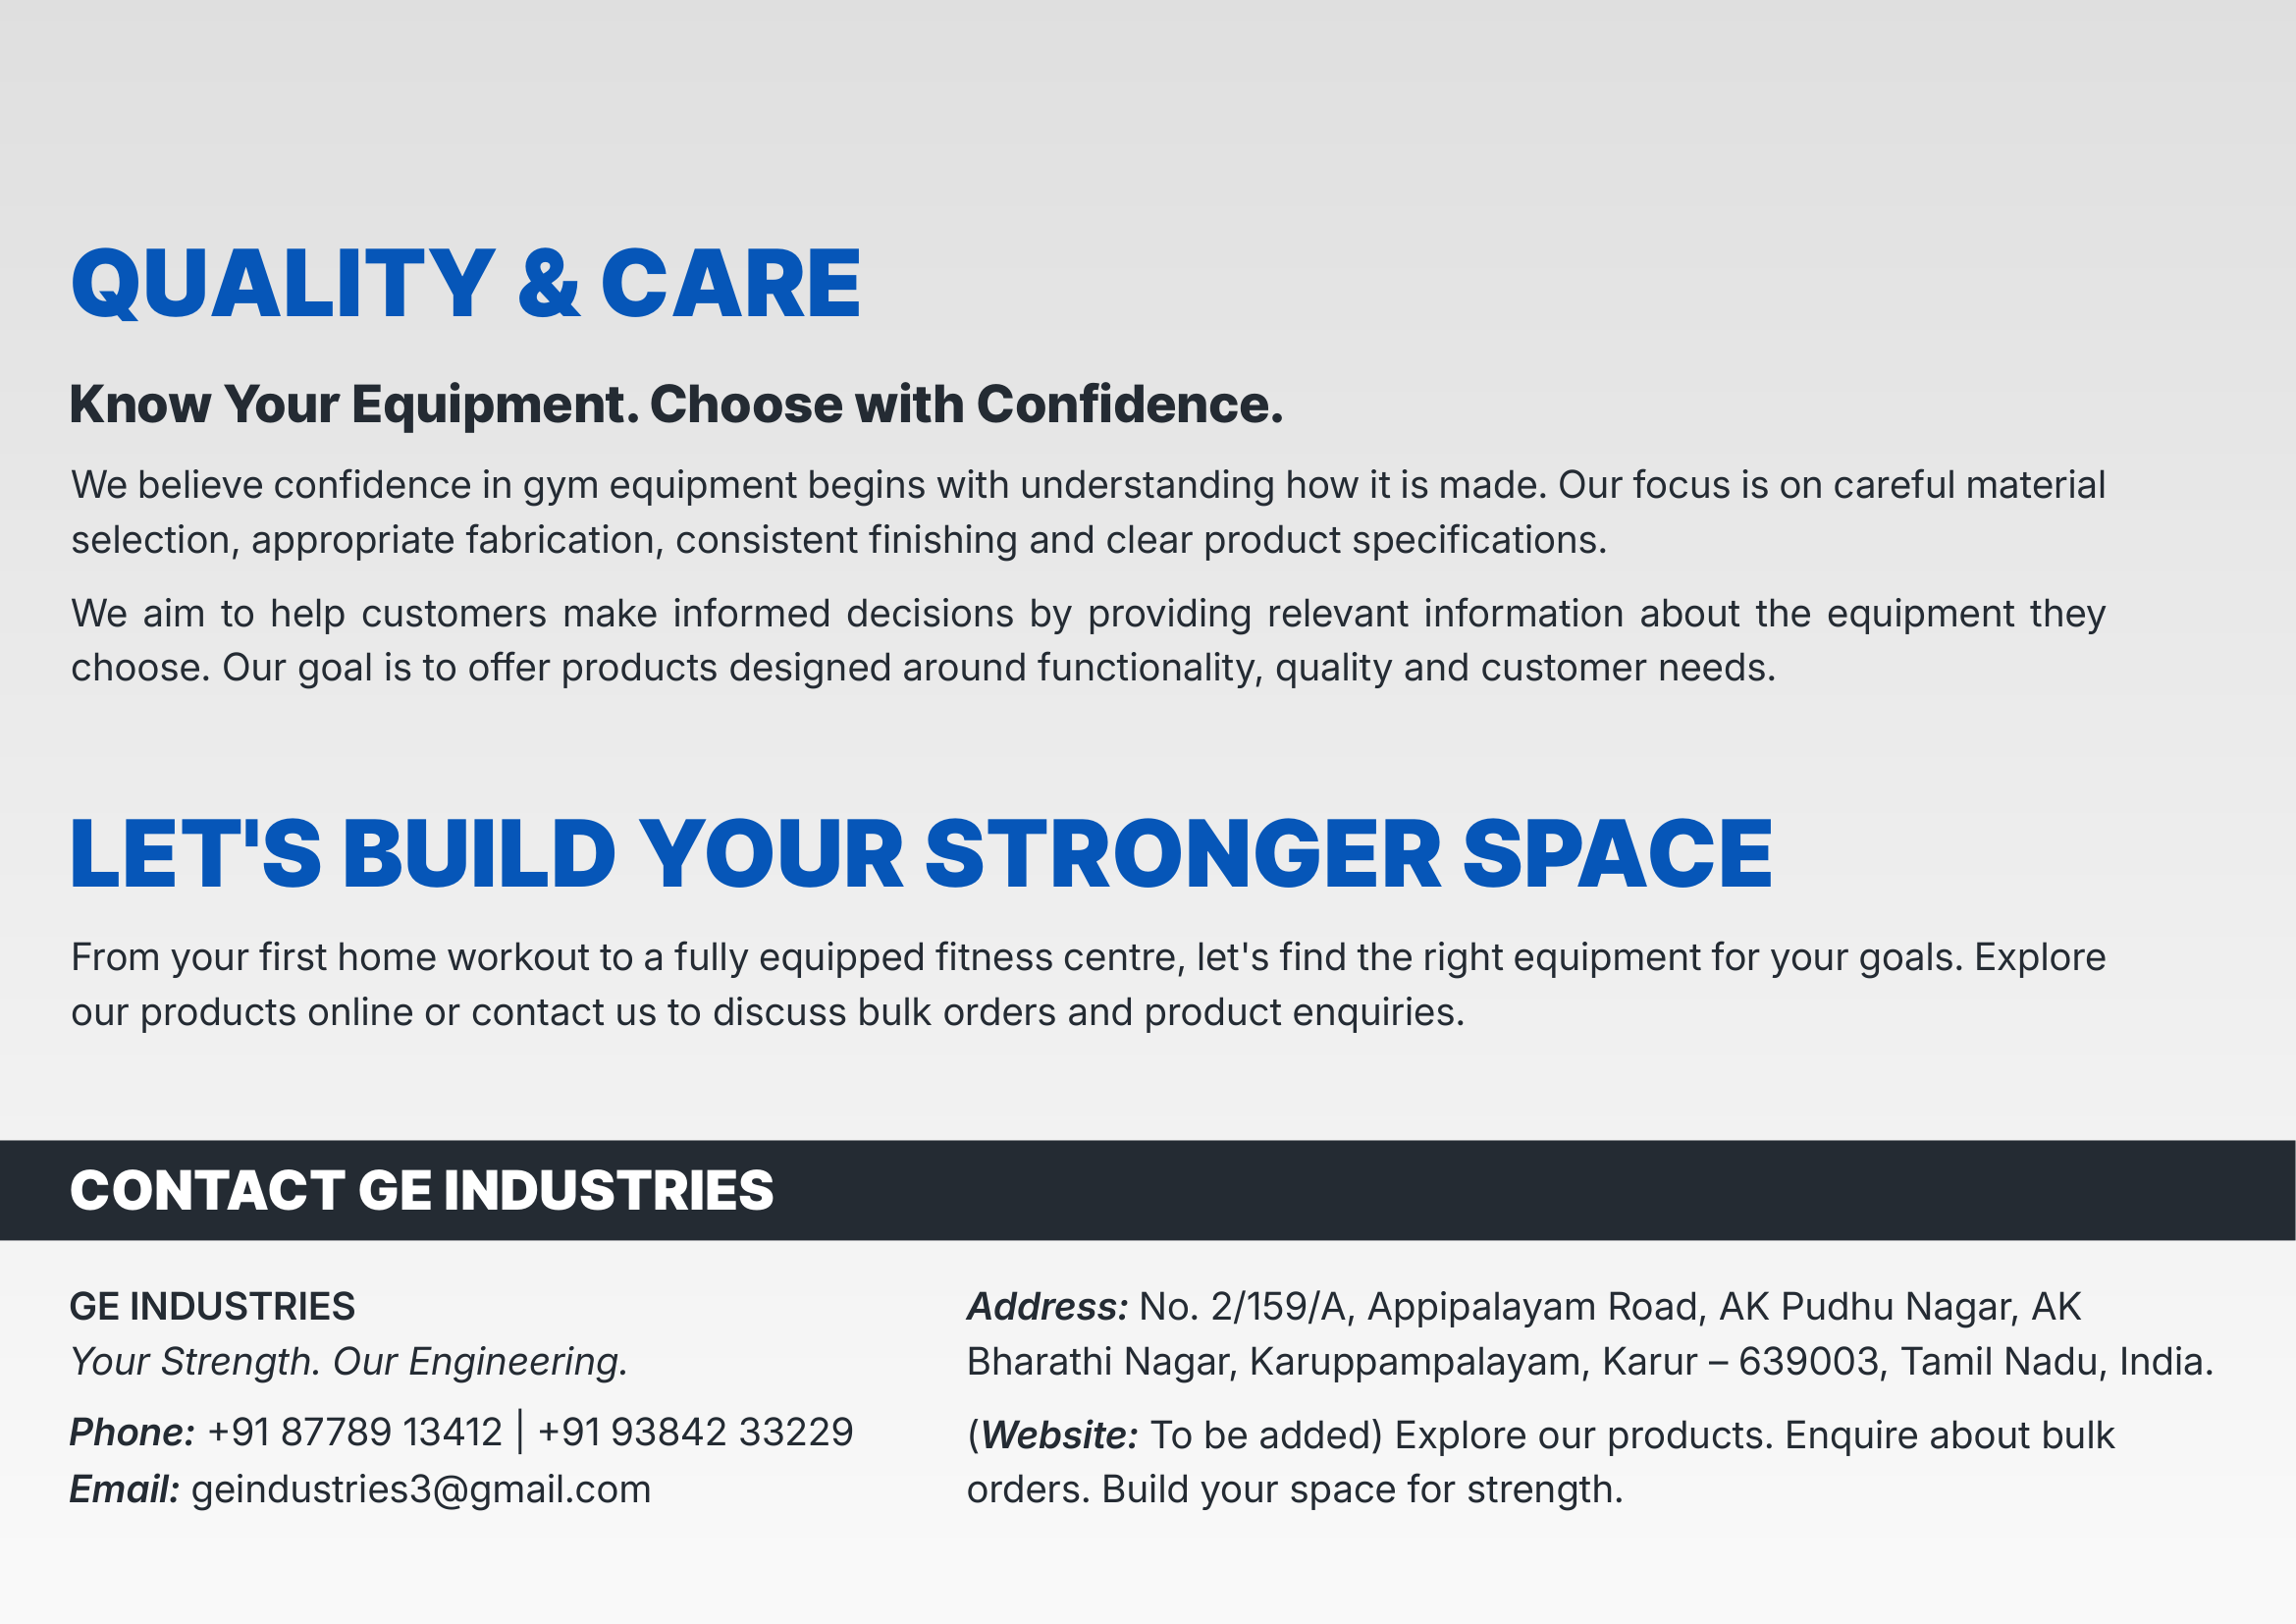 QUALITY & CARE
Know Your Equipment. Choose with Confidence.
We believe confidence in gym equipment begins with understanding how it is made. Our focus is on careful material
selection, appropriate fabrication, consistent finishing and clear product specifications.
We aim to help customers make informed decisions by providing relevant information about the equipment they
choose. Our goal is to offer products designed around functionality, quality and customer needs.
LET'S BUILD YOUR STRONGER SPACE
From your first home workout to a fully equipped fitness centre, let's find the right equipment for your goals. Explore
our products online or contact us to discuss bulk orders and product enquiries.
CONTACT GE INDUSTRIES
GE INDUSTRIES
Your Strength. Our Engineering.
Phone: +91 87789 13412 | +91 93842 33229
Email: geindustries3@gmail.com
Address: No. 2/159/A, Appipalayam Road, AK Pudhu Nagar, AK
Bharathi Nagar, Karuppampalayam, Karur – 639003, Tamil Nadu, India.
(Website: To be added) Explore our products. Enquire about bulk
orders. Build your space for strength.